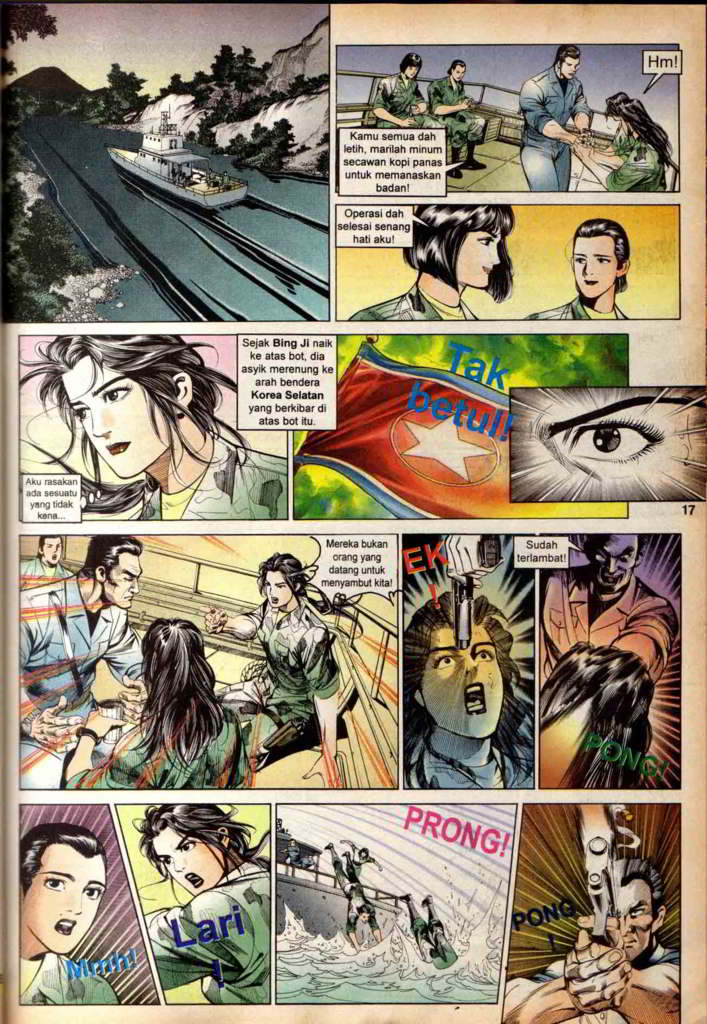 Hm!
Kamu semua dah
letih, marilah minum
secawan kopi panas
untuk memanaskan
badan!
Operasi dah
selesai senang
hati aku!
Sejak Bing Ji naik
ke atas bot, dia
asyik merenung ke
arah bendera
Korea Selatan
yang berkibar di
atas bot itu.
Aku rasakan
ada sesuatu
yang tidak
kena...
Tak
betul!
17
Mereka bukan
orang yang
datang untuk
menyambut kita!
EK
!
Sudah
terlambat!
PONG!
Mmh!
Lari
!
PRONG!
PONG
!